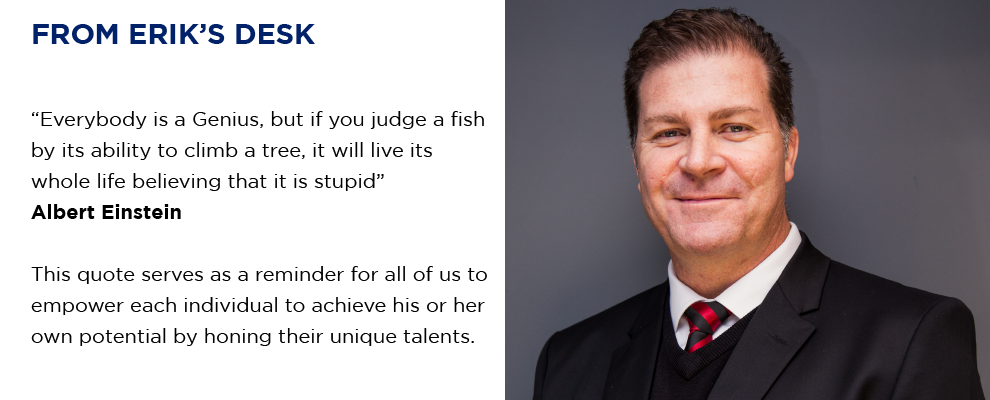 FROM ERIK’S DESK
“Everybody is a Genius, but if you judge a fish
by its ability to climb a tree, it will live its
whole life believing that it is stupid”
Albert Einstein
This quote serves as a reminder for all of us to
empower each individual to achieve his or her
own potential by honing their unique talents.